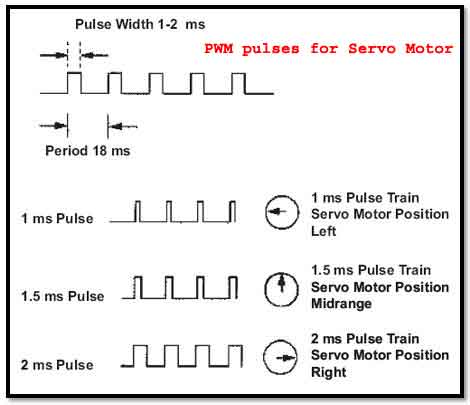 Pulse Width 1-2 ms
PWM pulses for Servo Motor
Period 18 ms
1 ms Pulse
1 ms Pulse Train
Servo Motor Position
Left
1.5 ms Pulse
1.5 ms Pulse Train
Servo Motor Position
Midrange
2 ms Pulse
2 ms Pulse Train
Servo Motor Position
Right